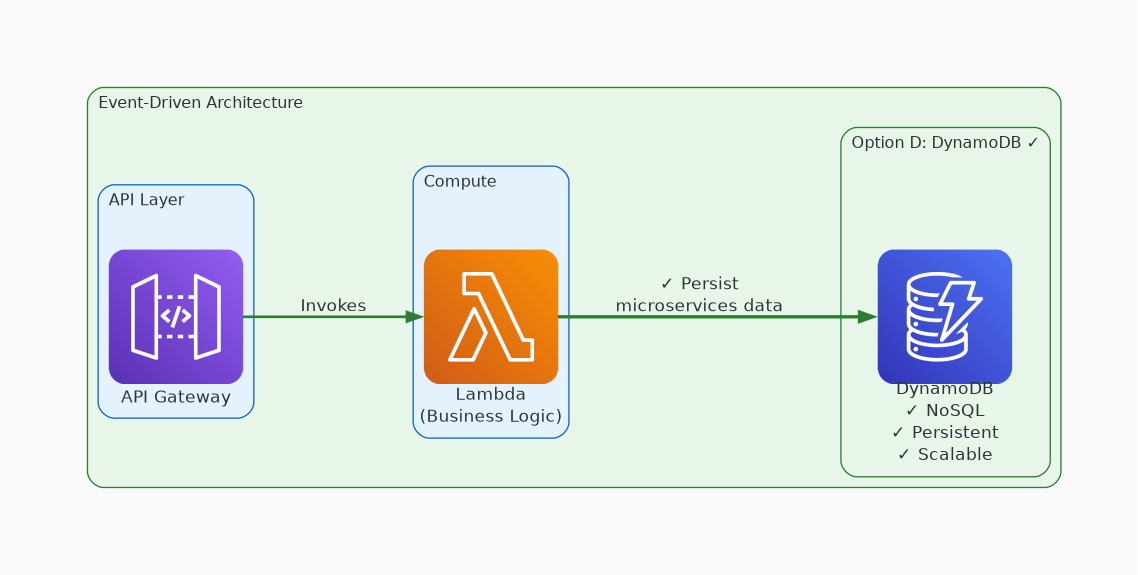 Event-Driven Architecture
Option D: DynamoDB ✓
API Layer
Compute
Invokes
✓ Persist
microservices data
API Gateway
Lambda
(Business Logic)
DynamoDB
✓ NoSQL
✓ Persistent
✓ Scalable